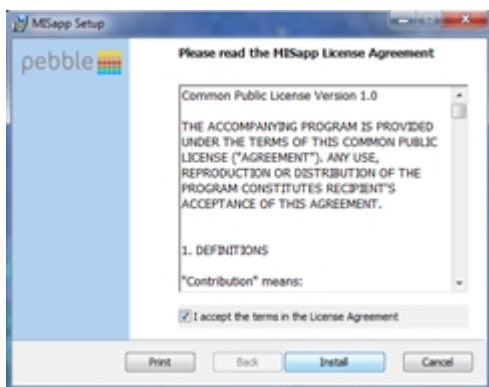 MISapp Setup
pebble
Please read the MISapp License Agreement
Common Public License Version 1.0
THE ACCOMPANYING PROGRAM IS PROVIDED
UNDER THE TERMS OF THIS COMMON PUBLIC
LICENSE ("AGREEMENT"). ANY USE,
REPRODUCTION OR DISTRIBUTION OF THE
PROGRAM CONSTITUTES RECIPIENT'S
ACCEPTANCE OF THIS AGREEMENT.
1. DEFINITIONS
"Contribution" means:
I accept the terms in the License Agreement
Print
Back
Install
Cancel